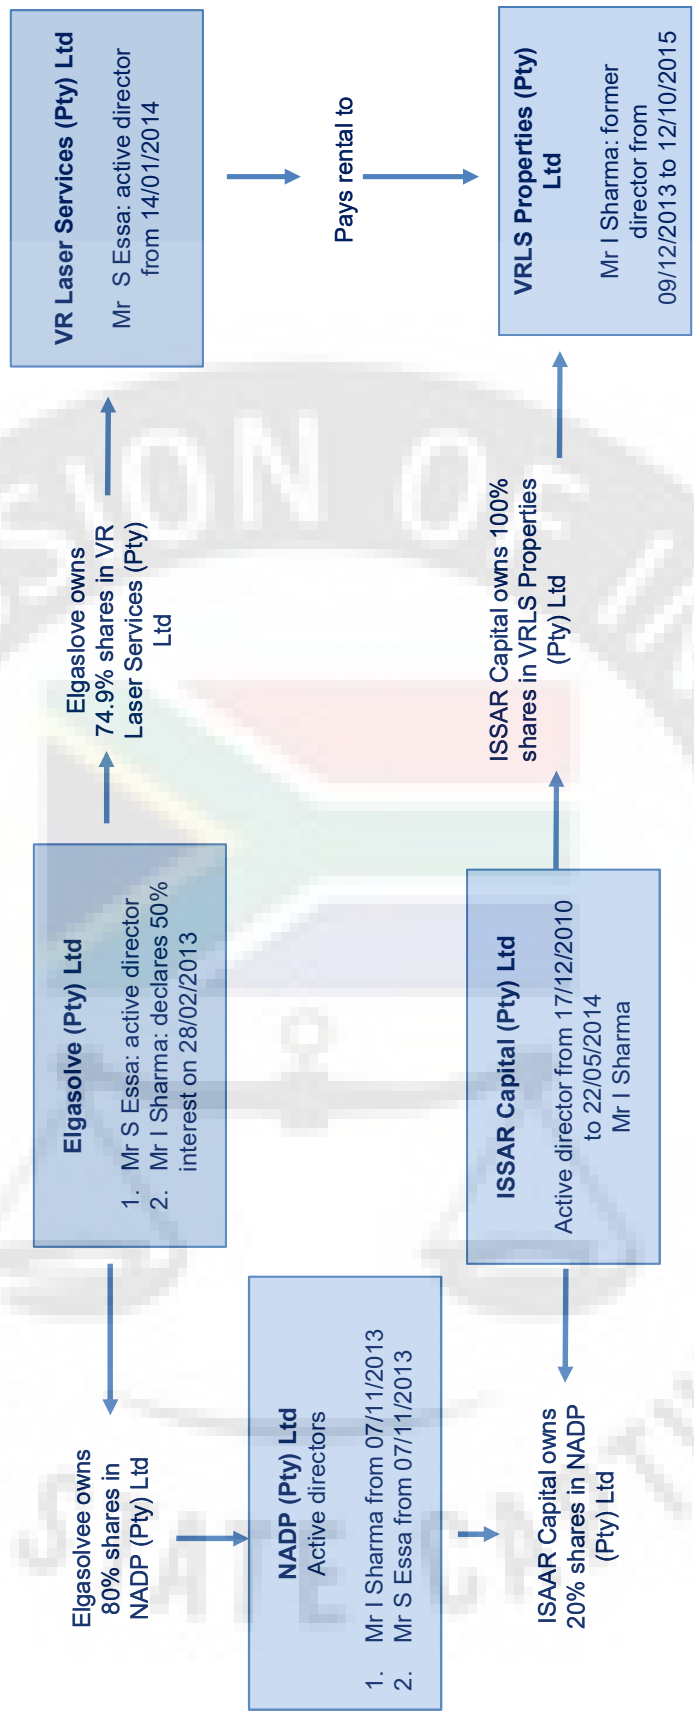 Elgasolvee owns
80% shares in
NADP (Pty) Ltd
Elgasolve (Pty) Ltd
1. Mr S Essa: active director
2. Mr I Sharma: declares 50%
interest on 28/02/2013
Elgaslove owns
74.9% shares in VR
Laser Services (Pty)
Ltd
VR Laser Services (Pty) Ltd
Mr S Essa: active director
from 14/01/2014
NADP (Pty) Ltd
Active directors
1. Mr I Sharma from 07/11/2013
2. Mr S Essa from 07/11/2013
Pays rental to
ISAAR Capital owns
20% shares in NADP
(Pty) Ltd
ISSAR Capital (Pty) Ltd
Active director from 17/12/2010
to 22/05/2014
Mr I Sharma
ISSAR Capital owns 100%
shares in VRLS Properties
(Pty) Ltd
VRLS Properties (Pty)
Ltd
Mr I Sharma: former
director from
09/12/2013 to 12/10/2015
SION OF
STATE